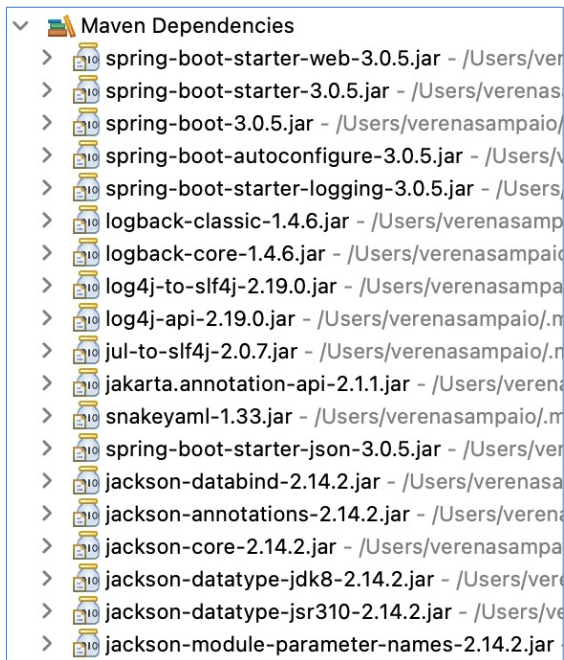 Maven Dependencies
spring-boot-starter-web-3.0.5.jar - /Users/ver
spring-boot-starter-3.0.5.jar - /Users/verenas
spring-boot-3.0.5.jar - /Users/verenasampaio/
spring-boot-autoconfigure-3.0.5.jar - /Users/v
spring-boot-starter-logging-3.0.5.jar - /Users/
logback-classic-1.4.6.jar - /Users/verenasamp
logback-core-1.4.6.jar - /Users/verenasampaio
log4j-to-slf4j-2.19.0.jar - /Users/verenasampa
log4j-api-2.19.0.jar - /Users/verenasampaio/.m
jul-to-slf4j-2.0.7.jar - /Users/verenasampaio/.m
jakarta.annotation-api-2.1.1.jar - /Users/verena
snakeyaml-1.33.jar - /Users/verenasampaio/.m
spring-boot-starter-json-3.0.5.jar - /Users/ver
jackson-databind-2.14.2.jar - /Users/verenasa
jackson-annotations-2.14.2.jar - /Users/verena
jackson-core-2.14.2.jar - /Users/verenasampa
jackson-datatype-jdk8-2.14.2.jar - /Users/vere
jackson-datatype-jsr310-2.14.2.jar - /Users/ve
jackson-module-parameter-names-2.14.2.jar -